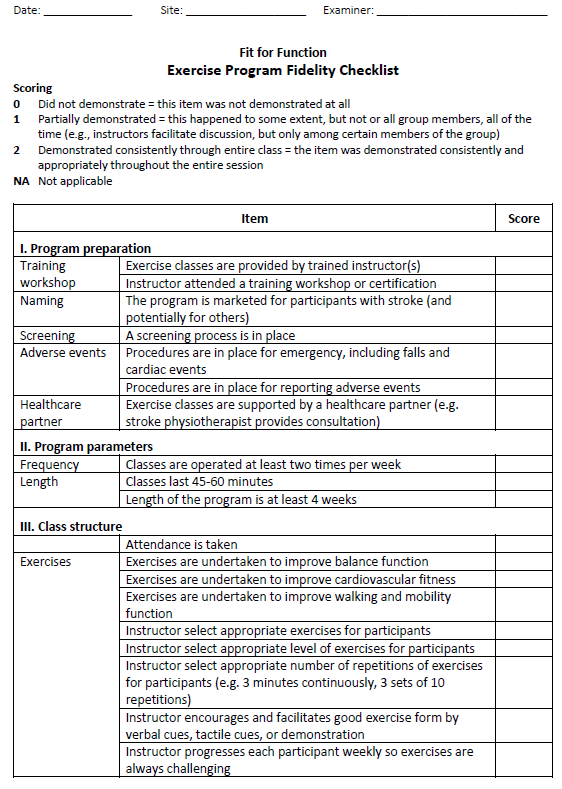 Date: ______________ Site: ___________________ Examiner: ___________________________
Fit for Function
Exercise Program Fidelity Checklist
Scoring
0 Did not demonstrate = this item was not demonstrated at all
1 Partially demonstrated = this happened to some extent, but not or all group members, all of the
time (e.g., instructors facilitate discussion, but only among certain members of the group)
2 Demonstrated consistently through entire class = the item was demonstrated consistently and
appropriately throughout the entire session
NA Not applicable
Item Score
I. Program preparation
Training workshop
Exercise classes are provided by trained instructor(s)
Instructor attended a training workshop or certification
Naming
The program is marketed for participants with stroke (and
potentially for others)
Screening
A screening process is in place
Adverse events
Procedures are in place for emergency, including falls and
cardiac events
Procedures are in place for reporting adverse events
Healthcare
partner
Exercise classes are supported by a healthcare partner (e.g.
stroke physiotherapist provides consultation)
II. Program parameters
Frequency
Classes are operated at least two times per week
Length
Classes last 45-60 minutes
Length of the program is at least 4 weeks
III. Class structure
Attendance is taken
Exercises
Exercises are undertaken to improve balance function
Exercises are undertaken to improve cardiovascular fitness
Exercises are undertaken to improve walking and mobility
function
Instructor select appropriate exercises for participants
Instructor select appropriate level of exercises for participants
Instructor select appropriate number of repetitions of exercises
for participants (e.g. 3 minutes continuously, 3 sets of 10
repetitions)
Instructor encourages and facilitates good exercise form by
verbal cues, tactile cues, or demonstration
Instructor progresses each participant weekly so exercises are
always challenging